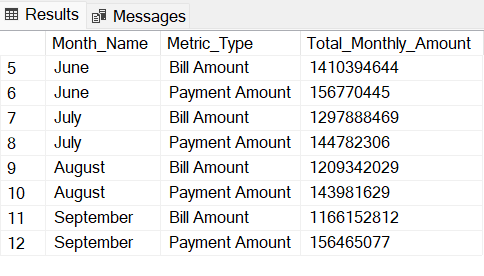 Results Messages
Month_Name Metric_Type Total_Monthly_Amount
5 June Bill Amount 1410394644
6 June Payment Amount 156770445
7 July Bill Amount 1297888469
8 July Payment Amount 144782306
9 August Bill Amount 1209342029
10 August Payment Amount 143981629
11 September Bill Amount 1166152812
12 September Payment Amount 156465077